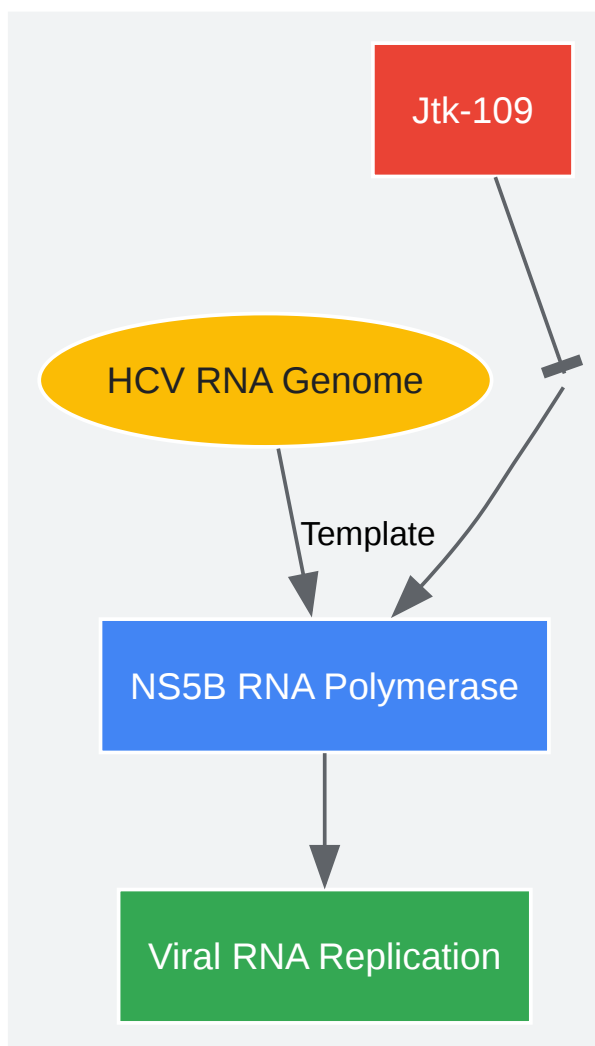 Jtk-109
HCV RNA Genome
Template
NS5B RNA Polymerase
Viral RNA Replication